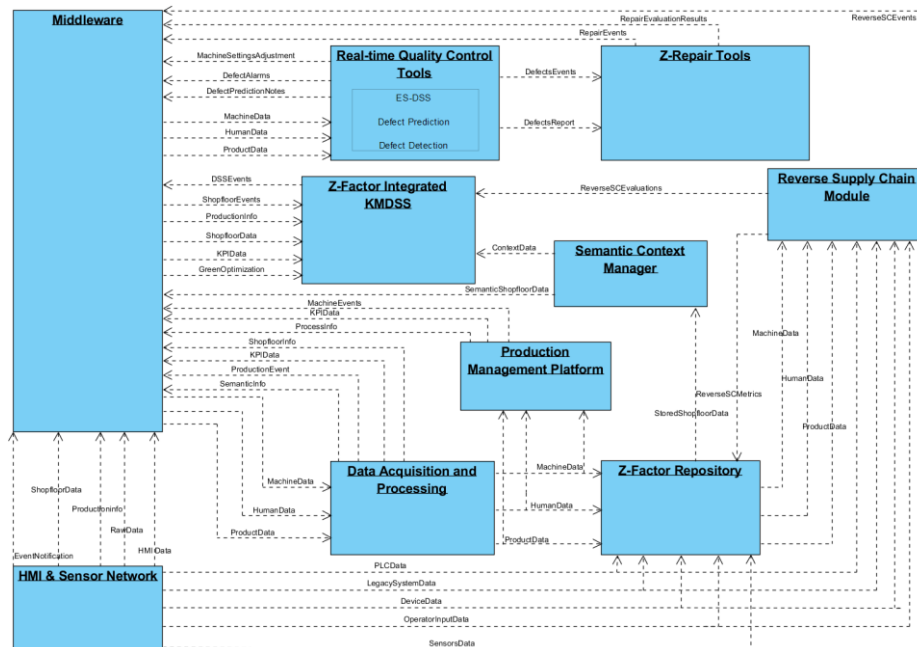 Middleware
ReverseSCEvents
RepairEvaluationResults
RepairEvents
MachineSettingsAdjustment
DefectAlarms
DefectPredictionNotes
MachineData
HumanData
ProductData
Real-time Quality Control
Tools
ES-DSS
Defect Prediction
Defect Detection
DefectsEvents
DefectsReport
Z-Repair Tools
DSSEvents
ShopfloorEvents
ProductionInfo
ShopfloorData
KPIData
GreenOptimization
Z-Factor Integrated
KMDSS
ReverseSCEvaluations
Reverse Supply Chain
Module
ContextData
Semantic Context
Manager
SemanticShopfloorData
MachineEvents
KPIData
ProcessInfo
ShopfloorInfo
KPIData
ProductionEvent
SemanticInfo
Production
Management Platform
MachineData
HumanData
ProductData
ReverseSCMetrics
StoredShopfloorData
Data Acquisition and
Processing
MachineData
HumanData
ProductData
MachineData
HumanData
ProductData
Z-Factor Repository
ShopfloorData
ProductionInfo
RawData
EventNotification
HMIData
HMI & Sensor Network
PLCData
LegacySystemData
DeviceData
OperatorInputData
SensorsData